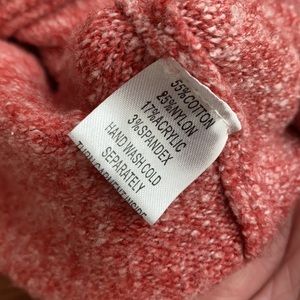 55%COTTON
25%NYLON
17%ACRYLIC
3%SPANDEX
HAND WASH COLD
SEPARATELY